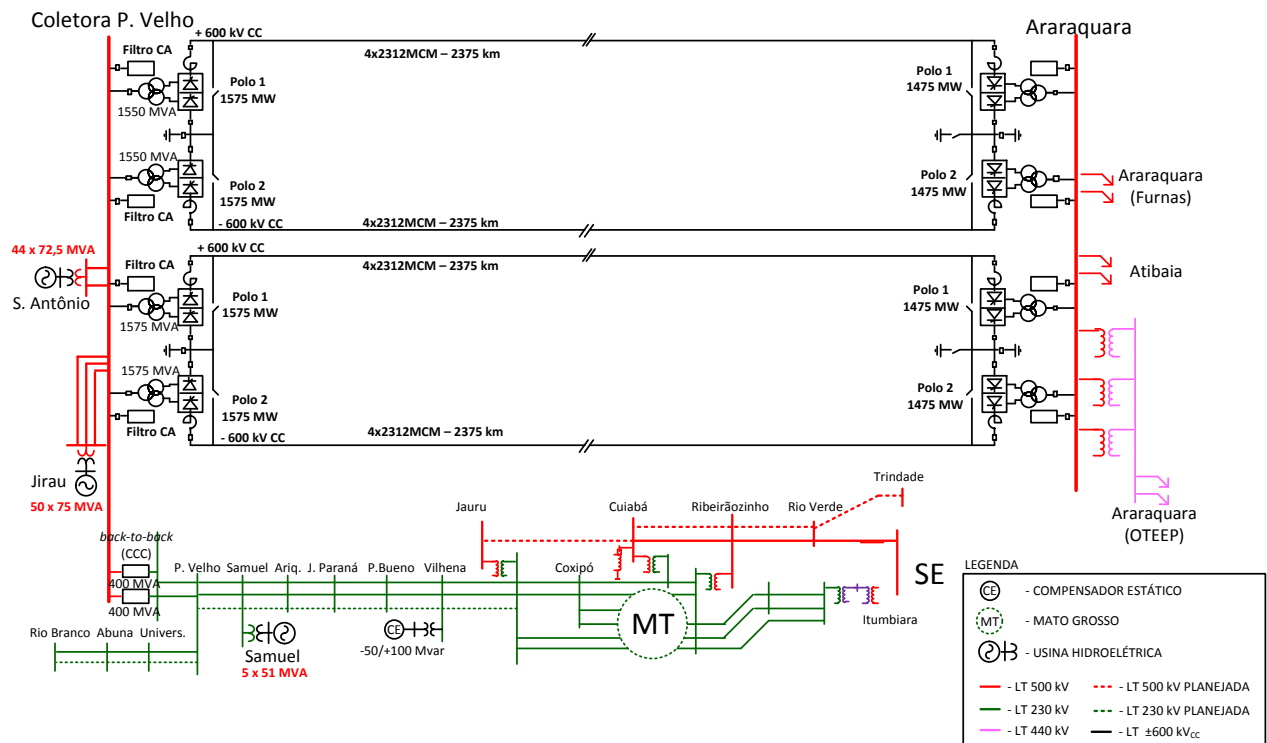 Coletora P. Velho
Araraquara
+ 600 kV CC
4x2312MCM – 2375 km
Filtro CA
Polo 1
1575 MW
1550 MVA
Polo 1
1475 MW
1550 MVA
Polo 2
1575 MW
Filtro CA
Polo 2
1475 MW
Araraquara
(Furnas)
- 600 kV CC
4x2312MCM – 2375 km
+ 600 kV CC
4x2312MCM – 2375 km
44 x 72,5 MVA
S. Antônio
Filtro CA
Polo 1
1575 MW
1575 MVA
Polo 1
1475 MW
Atibaia
1575 MVA
Polo 2
1575 MW
Filtro CA
Polo 2
1475 MW
- 600 kV CC
4x2312MCM – 2375 km
Jirau
50 x 75 MVA
Araraquara
(OTEEP)
Trindade
Jauru
Cuiabá
Ribeirãozinho
Rio Verde
back-to-back
(CCC)
400 MVA
400 MVA
P. Velho
Samuel
Ariq.
J. Paraná
P.Bueno
Vilhena
Coxipó
SE
MT
Itumbiara
Rio Branco
Abuna
Univers.
Samuel
5 x 51 MVA
CE
-50/+100 Mvar
LEGENDA
CE - COMPENSADOR ESTÁTICO
MT - MATO GROSSO
- USINA HIDROELÉTRICA
- LT 500 kV
- LT 500 kV PLANEJADA
- LT 230 kV
- LT 230 kV PLANEJADA
- LT 440 kV
- LT ±600 kVCC